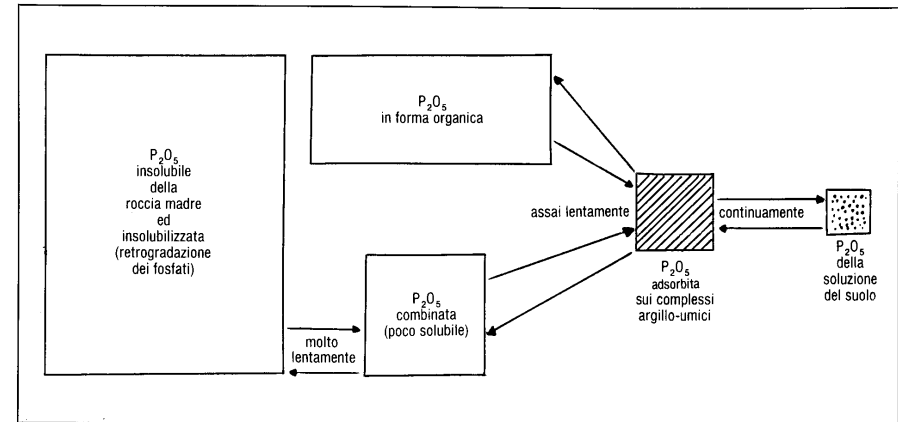 P₂O₅
insolubile
della
roccia madre
ed
insolubilizzata
(retrogradazione
dei fosfati)
P₂O₅
in forma organica
molto
lentamente
P₂O₅
combinata
(poco solubile)
assai lentamente
P₂O₅
adsorbita
sui complessi
argillo-umici
continuamente
P₂O₅
della
soluzione
del suolo